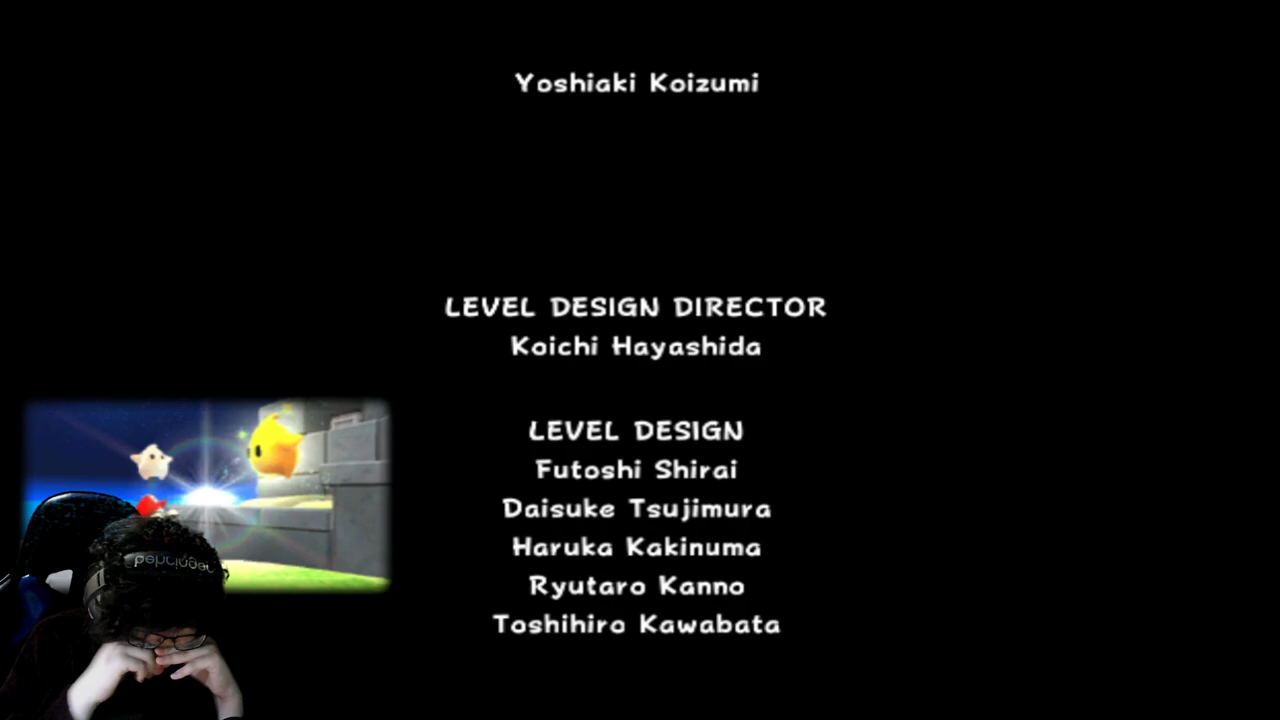 Yoshiaki Koizumi
LEVEL DESIGN DIRECTOR
Koichi Hayashida
LEVEL DESIGN
Futoshi Shirai
Daisuke Tsujimura
Haruka Kakinuma
Ryutaro Kanno
Toshihiro Kawabata
behringer